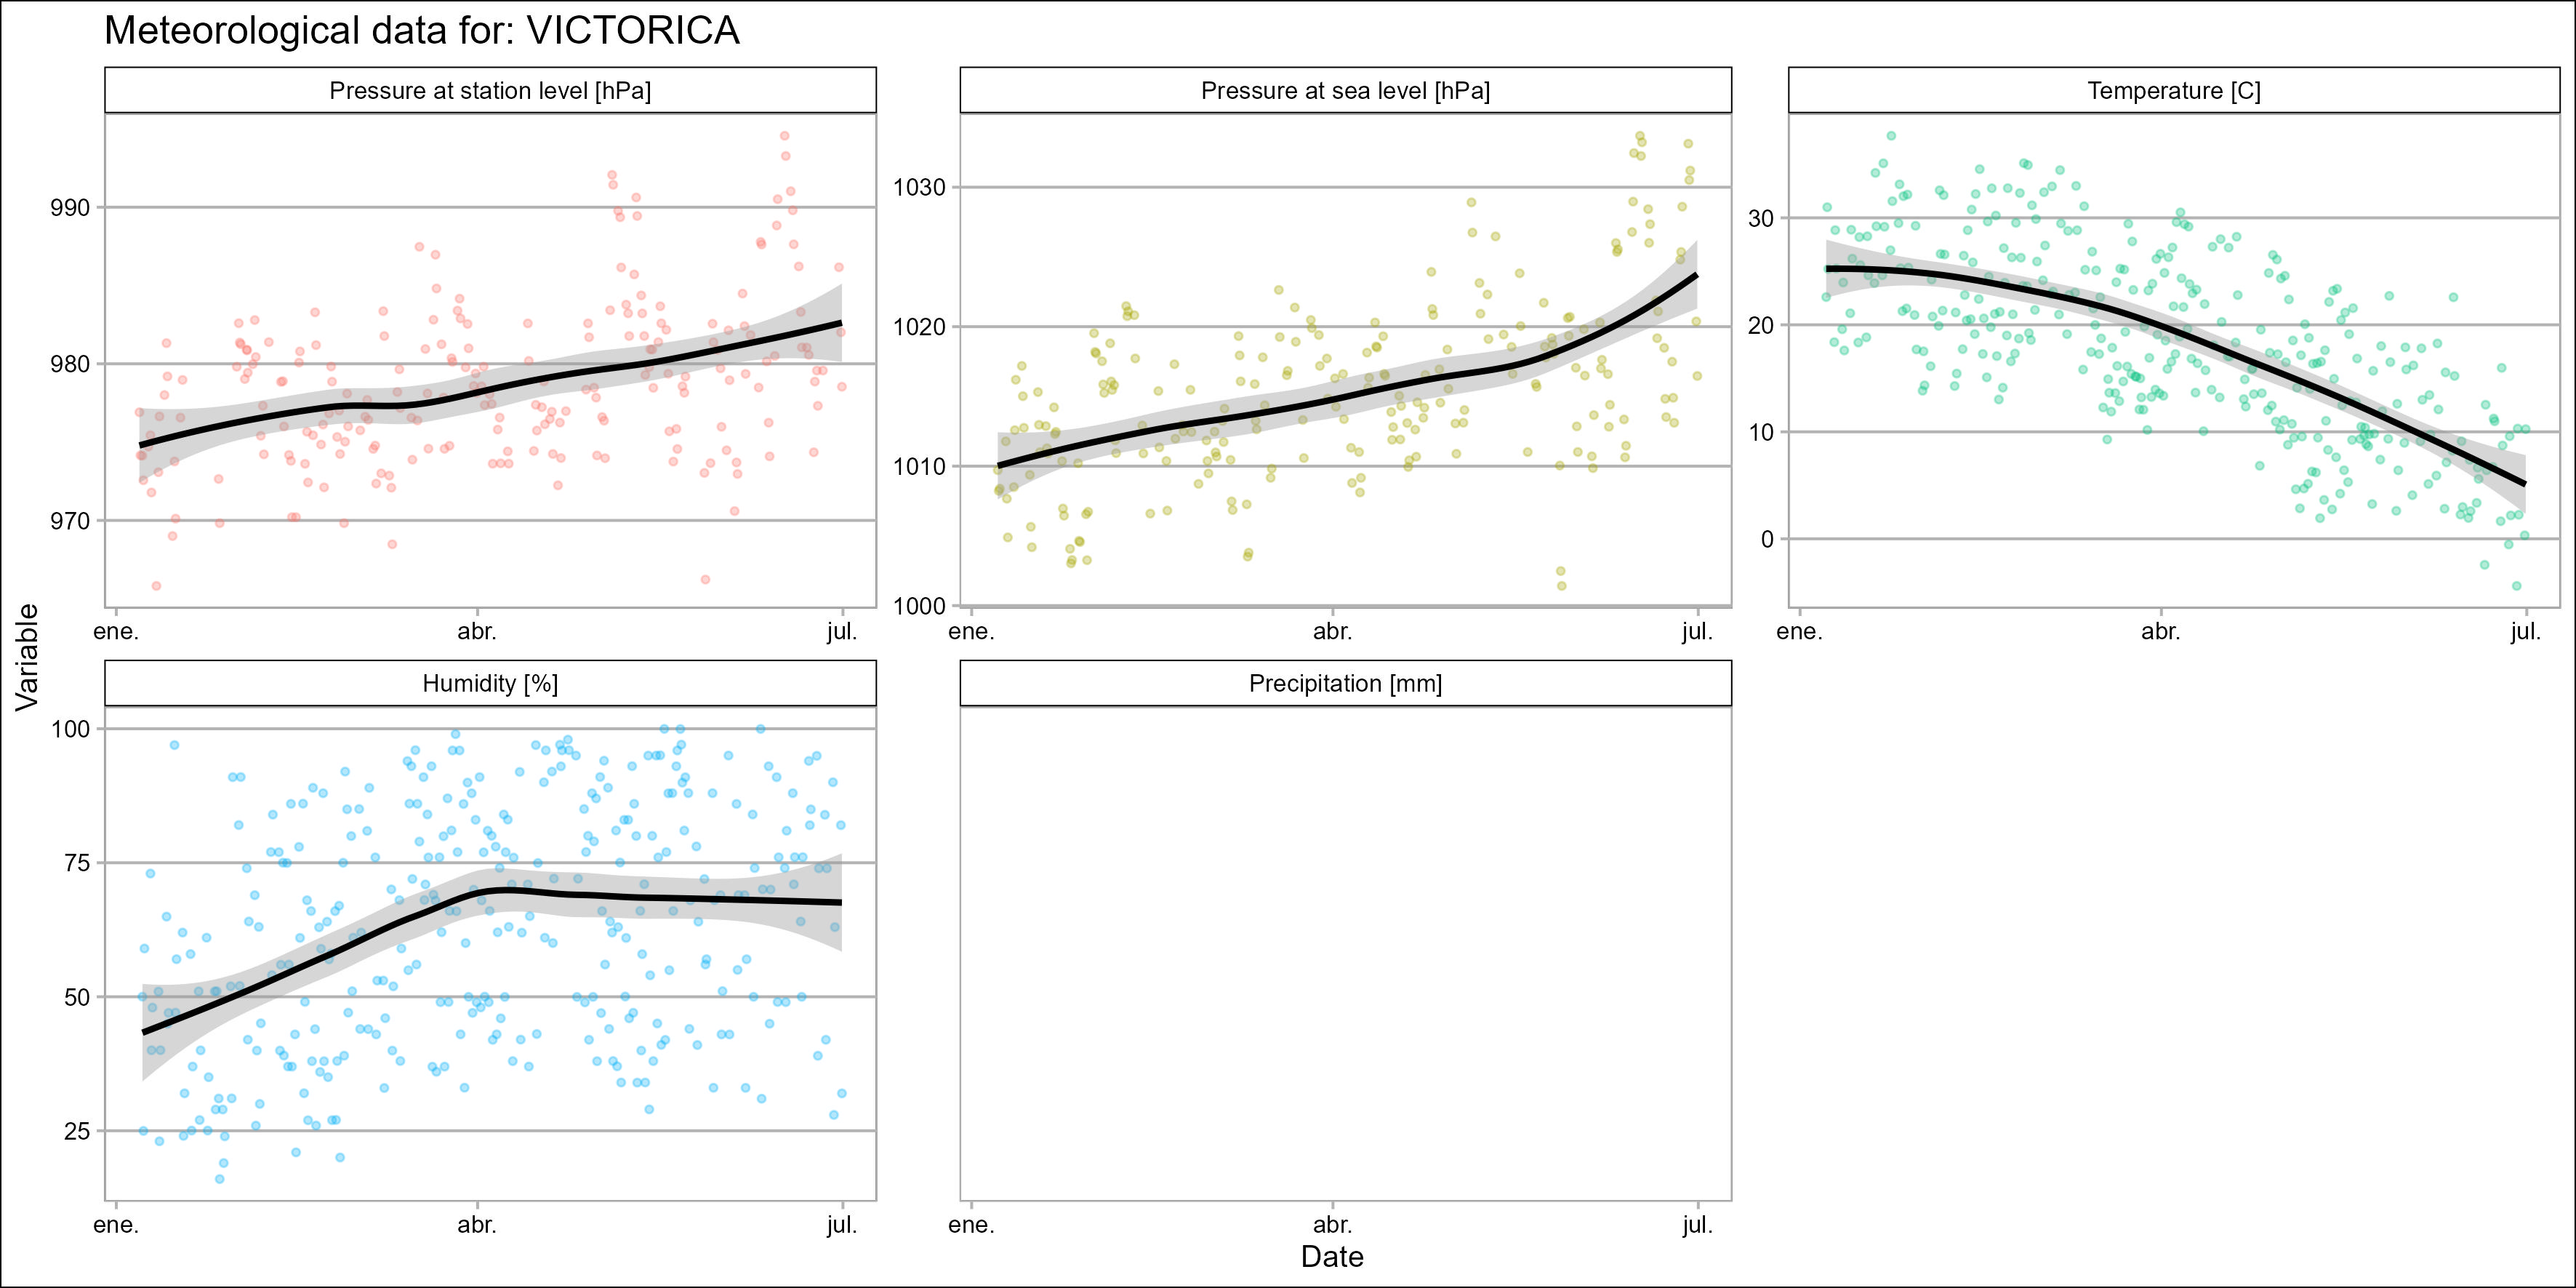 Meteorological data for: VICTORICA
Pressure at station level [hPa]
Pressure at sea level [hPa]
Temperature [C]
990
980
970
1030
1020
1010
1000
30
20
10
0
ene.
abr.
jul.
ene.
abr.
jul.
ene.
abr.
jul.
Variable
Humidity [%]
Precipitation [mm]
100
75
50
25
ene.
abr.
jul.
ene.
abr.
jul.
Date